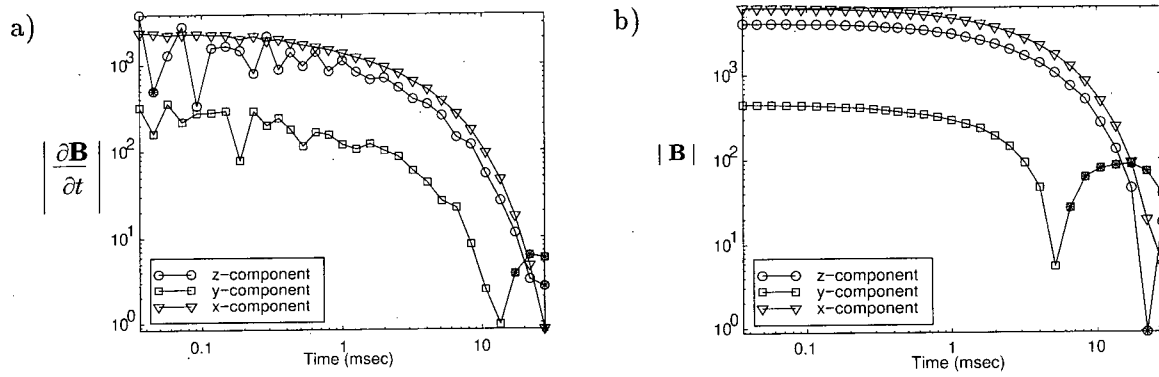 a)
10^3
10^2
10^1
10^0
| ∂B / ∂t |
z-component
y-component
x-component
0.1 1 10
Time (msec)
b)
10^3
10^2
10^1
10^0
| B |
z-component
y-component
x-component
0.1 1 10
Time (msec)